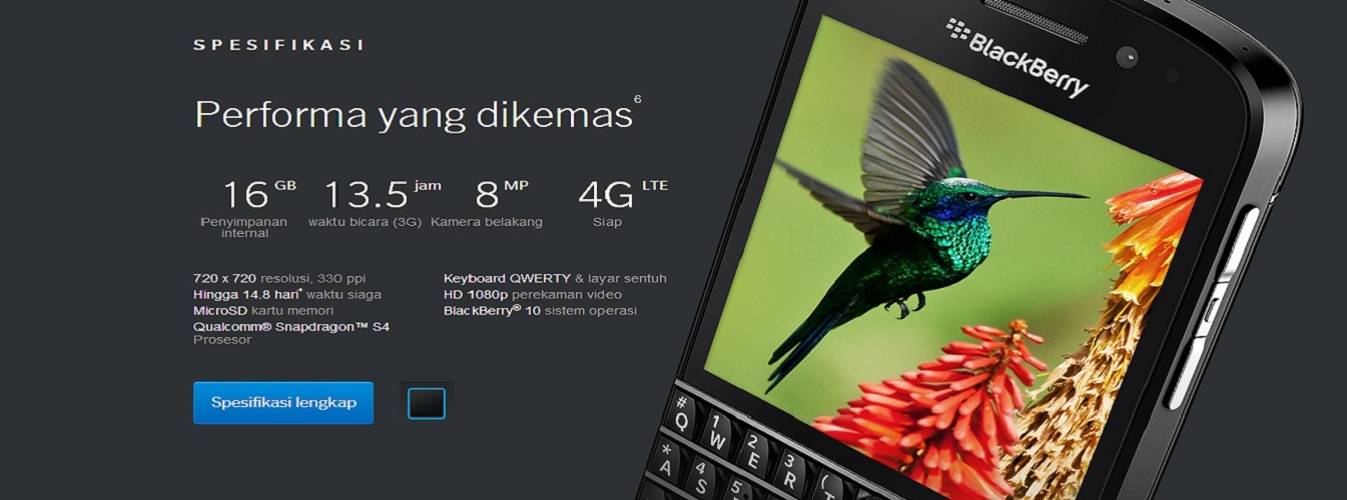 SPESIFIKASI
Performa yang dikemas⁶
16 GB
Penyimpanan
internal
13.5 jam
waktu bicara (3G)
8 MP
Kamera belakang
4G LTE
Siap
720 x 720 resolusi, 330 ppi
Hingga 14.8 hari* waktu siaga
MicroSD kartu memori
Qualcomm® Snapdragon™ S4
Prosesor
Keyboard QWERTY & layar sentuh
HD 1080p perekaman video
BlackBerry® 10 sistem operasi
Spesifikasi lengkap
BlackBerry
# 1 2 3 (
Q W E R T
* 4 5
A S